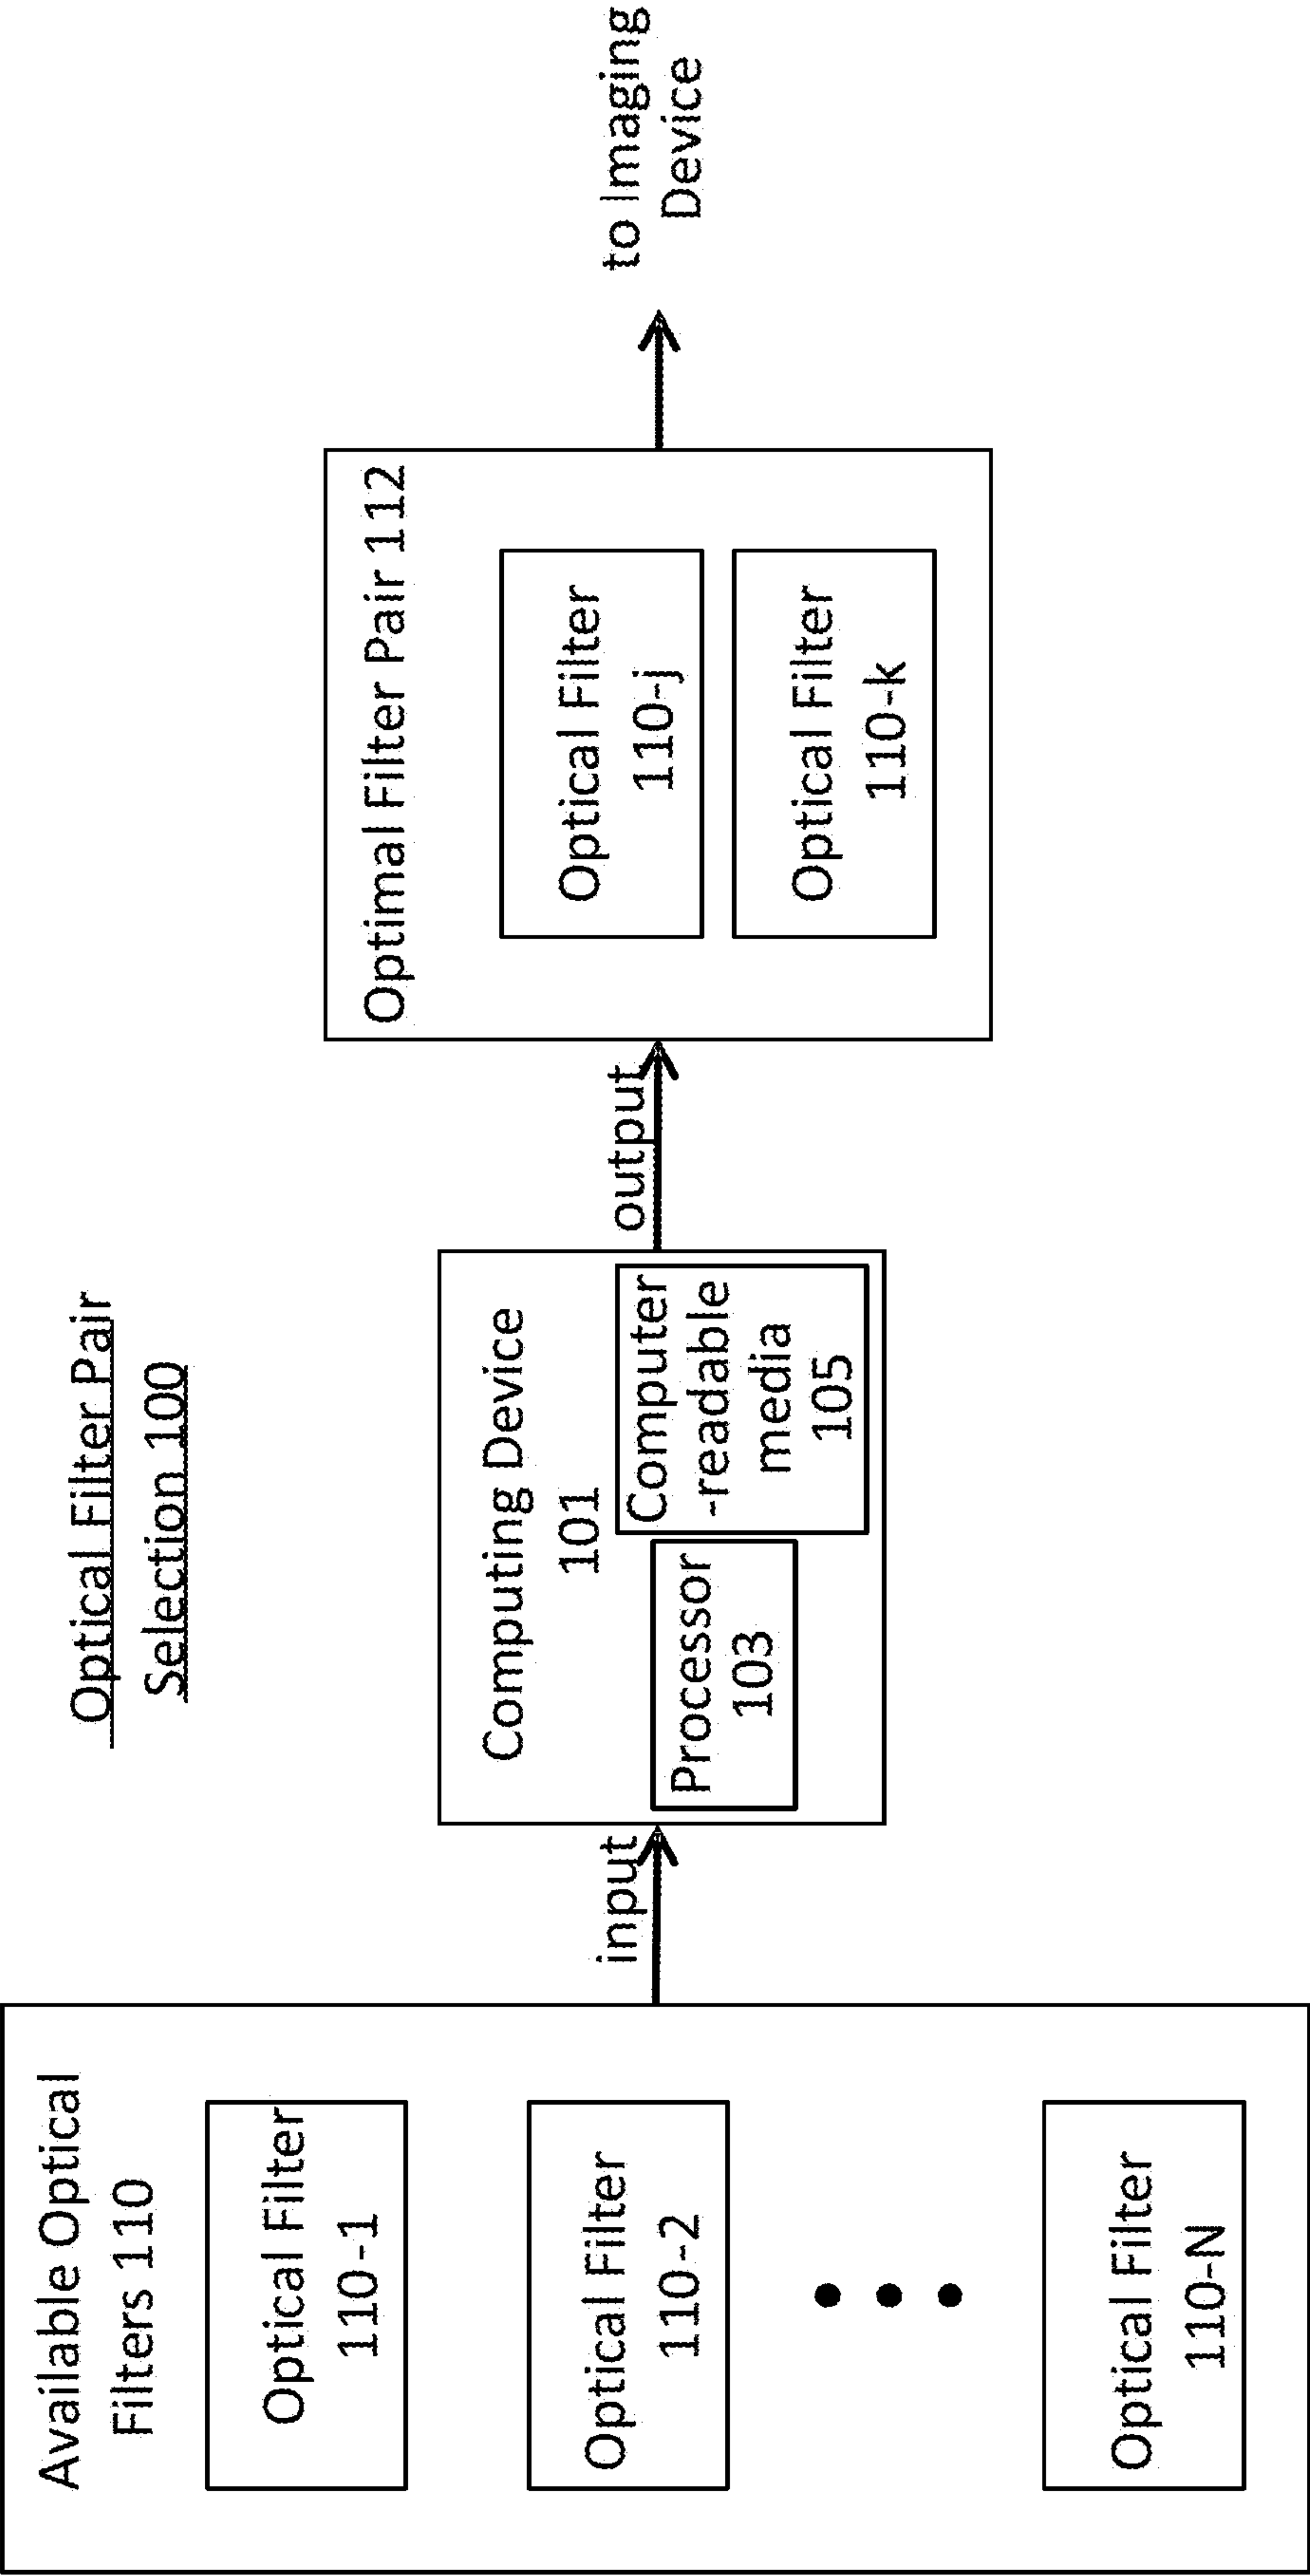 Optical Filter Pair
Selection 100
Available Optical
Filters 110
Optical Filter
110-1
Optical Filter
110-2
Optical Filter
110-N
input
Computing Device
101
Processor
103
Computer
-readable
media
105
output
Optimal Filter Pair 112
Optical Filter
110-j
Optical Filter
110-k
to Imaging
Device